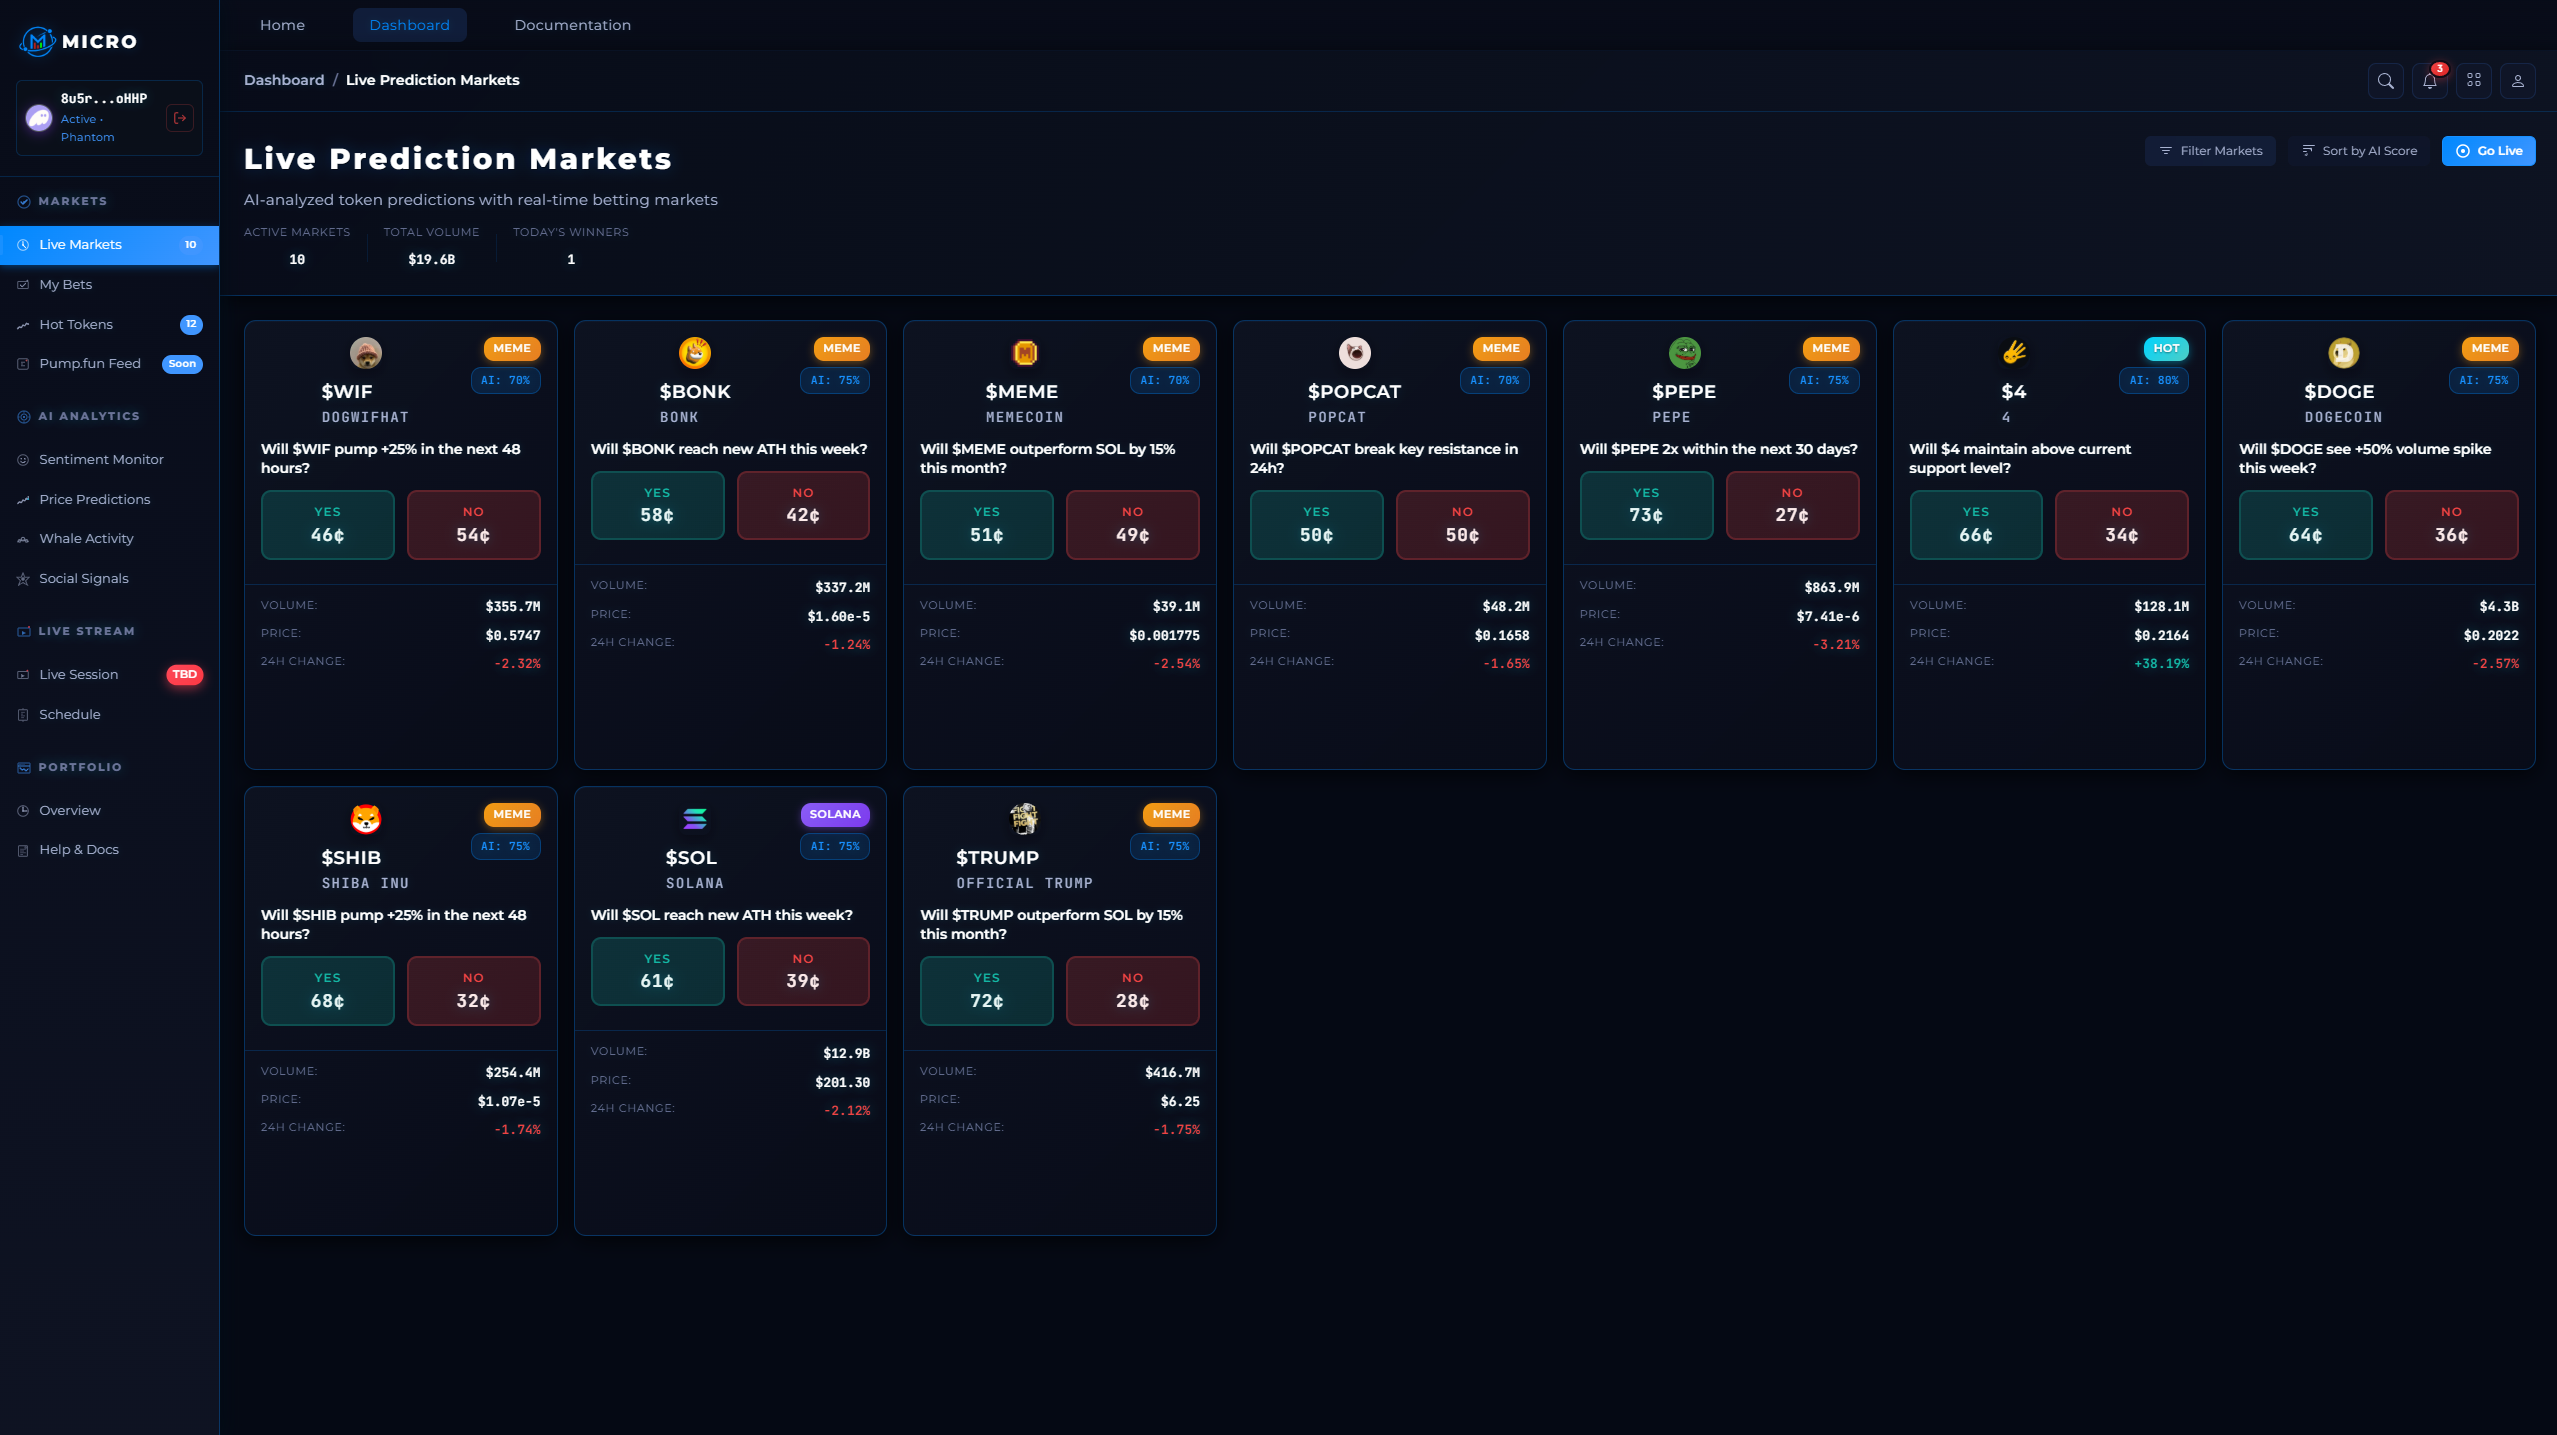 MICRO
8u5r...oHHP
Active •
Phantom
MARKETS
Live Markets 10
My Bets
Hot Tokens 12
Pump.fun Feed Soon
AI ANALYTICS
Sentiment Monitor
Price Predictions
Whale Activity
Social Signals
LIVE STREAM
Live Session TBD
Schedule
PORTFOLIO
Overview
Help & Docs
Home Dashboard Documentation
Dashboard / Live Prediction Markets
3
Live Prediction Markets
Filter Markets Sort by AI Score Go Live
AI-analyzed token predictions with real-time betting markets
ACTIVE MARKETS TOTAL VOLUME TODAY'S WINNERS
10 $19.6B 1
MEME
AI: 70%
$WIF
DOGWIFHAT
Will $WIF pump +25% in the next 48
hours?
YES NO
46¢ 54¢
VOLUME: $355.7M
PRICE: $0.5747
24H CHANGE: -2.32%
MEME
AI: 75%
$BONK
BONK
Will $BONK reach new ATH this week?
YES NO
58¢ 42¢
VOLUME: $337.2M
PRICE: $1.60e-5
24H CHANGE: -1.24%
M
MEME
AI: 70%
$MEME
MEMECOIN
Will $MEME outperform SOL by 15%
this month?
YES NO
51¢ 49¢
VOLUME: $39.1M
PRICE: $0.001775
24H CHANGE: -2.54%
MEME
AI: 70%
$POPCAT
POPCAT
Will $POPCAT break key resistance in
24h?
YES NO
50¢ 50¢
VOLUME: $48.2M
PRICE: $0.1658
24H CHANGE: -1.65%
MEME
AI: 75%
$PEPE
PEPE
Will $PEPE 2x within the next 30 days?
YES NO
73¢ 27¢
VOLUME: $863.9M
PRICE: $7.41e-6
24H CHANGE: -3.21%
HOT
AI: 80%
$4
4
Will $4 maintain above current
support level?
YES NO
66¢ 34¢
VOLUME: $128.1M
PRICE: $0.2164
24H CHANGE: +38.19%
MEME
AI: 75%
$DOGE
DOGECOIN
Will $DOGE see +50% volume spike
this week?
YES NO
64¢ 36¢
VOLUME: $4.3B
PRICE: $0.2022
24H CHANGE: -2.57%
MEME
AI: 75%
$SHIB
SHIBA INU
Will $SHIB pump +25% in the next 48
hours?
YES NO
68¢ 32¢
VOLUME: $254.4M
PRICE: $1.07e-5
24H CHANGE: -1.74%
SOLANA
AI: 75%
$SOL
SOLANA
Will $SOL reach new ATH this week?
YES NO
61¢ 39¢
VOLUME: $12.9B
PRICE: $201.30
24H CHANGE: -2.12%
FIGHT
FIGHT
FIGHT
MEME
AI: 75%
$TRUMP
OFFICIAL TRUMP
Will $TRUMP outperform SOL by 15%
this month?
YES NO
72¢ 28¢
VOLUME: $416.7M
PRICE: $6.25
24H CHANGE: -1.75%